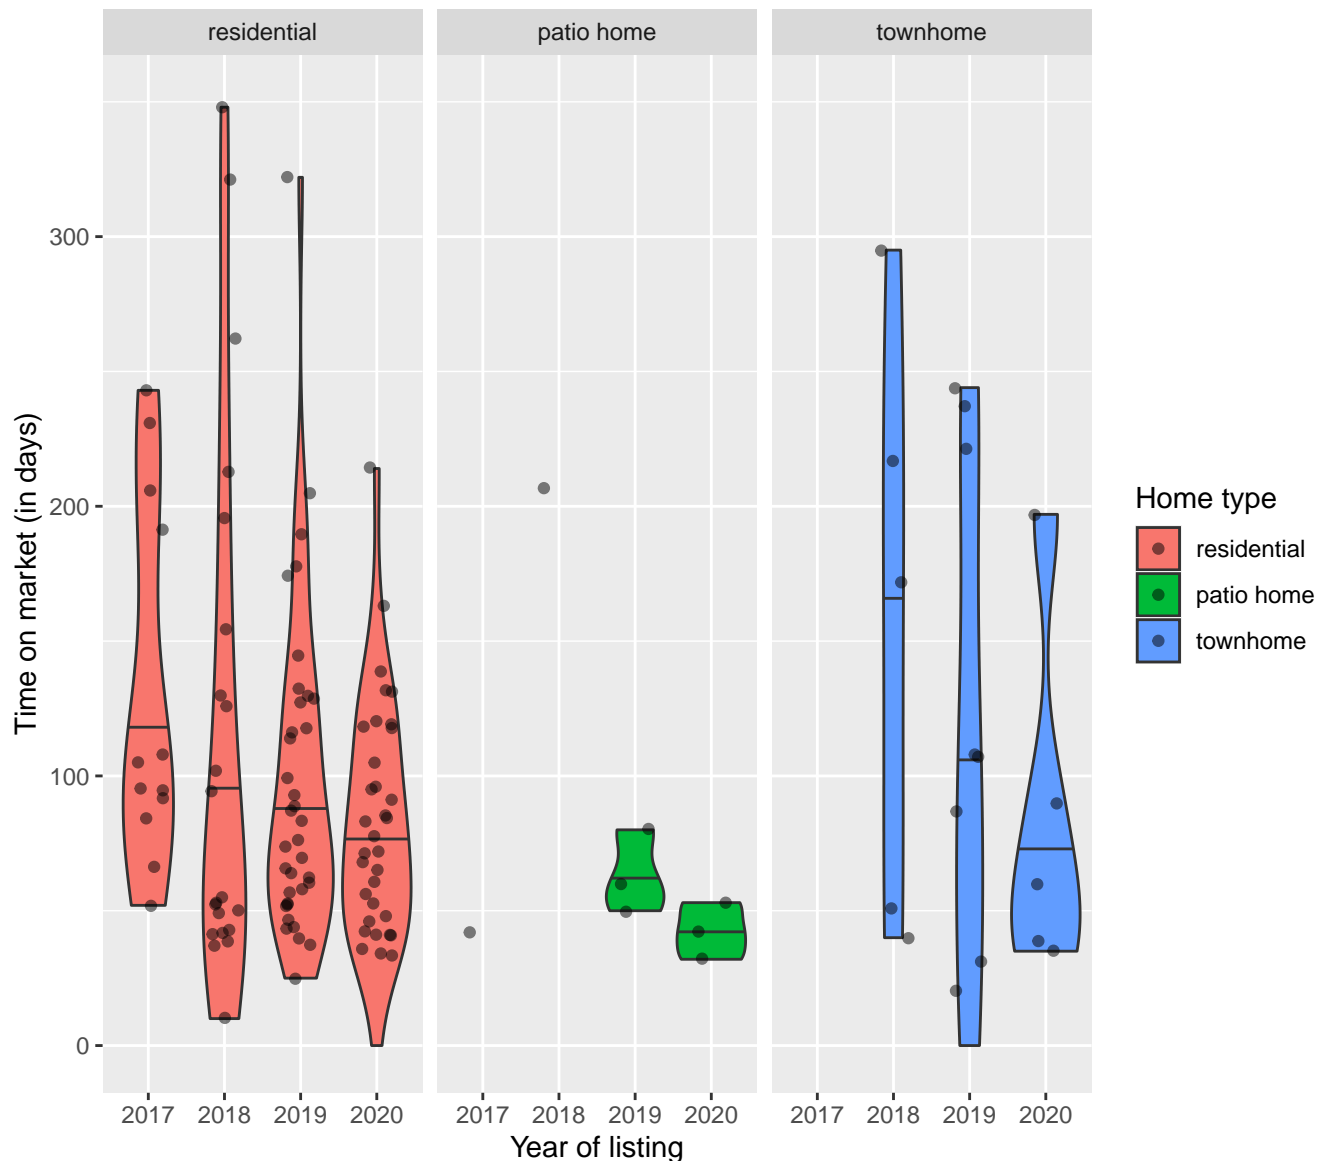 residential patio home townhome
Time on market (in days)
300
200
100
0
2017 2018 2019 2020 2017 2018 2019 2020 2017 2018 2019 2020
Year of listing
Home type
residential
patio home
townhome